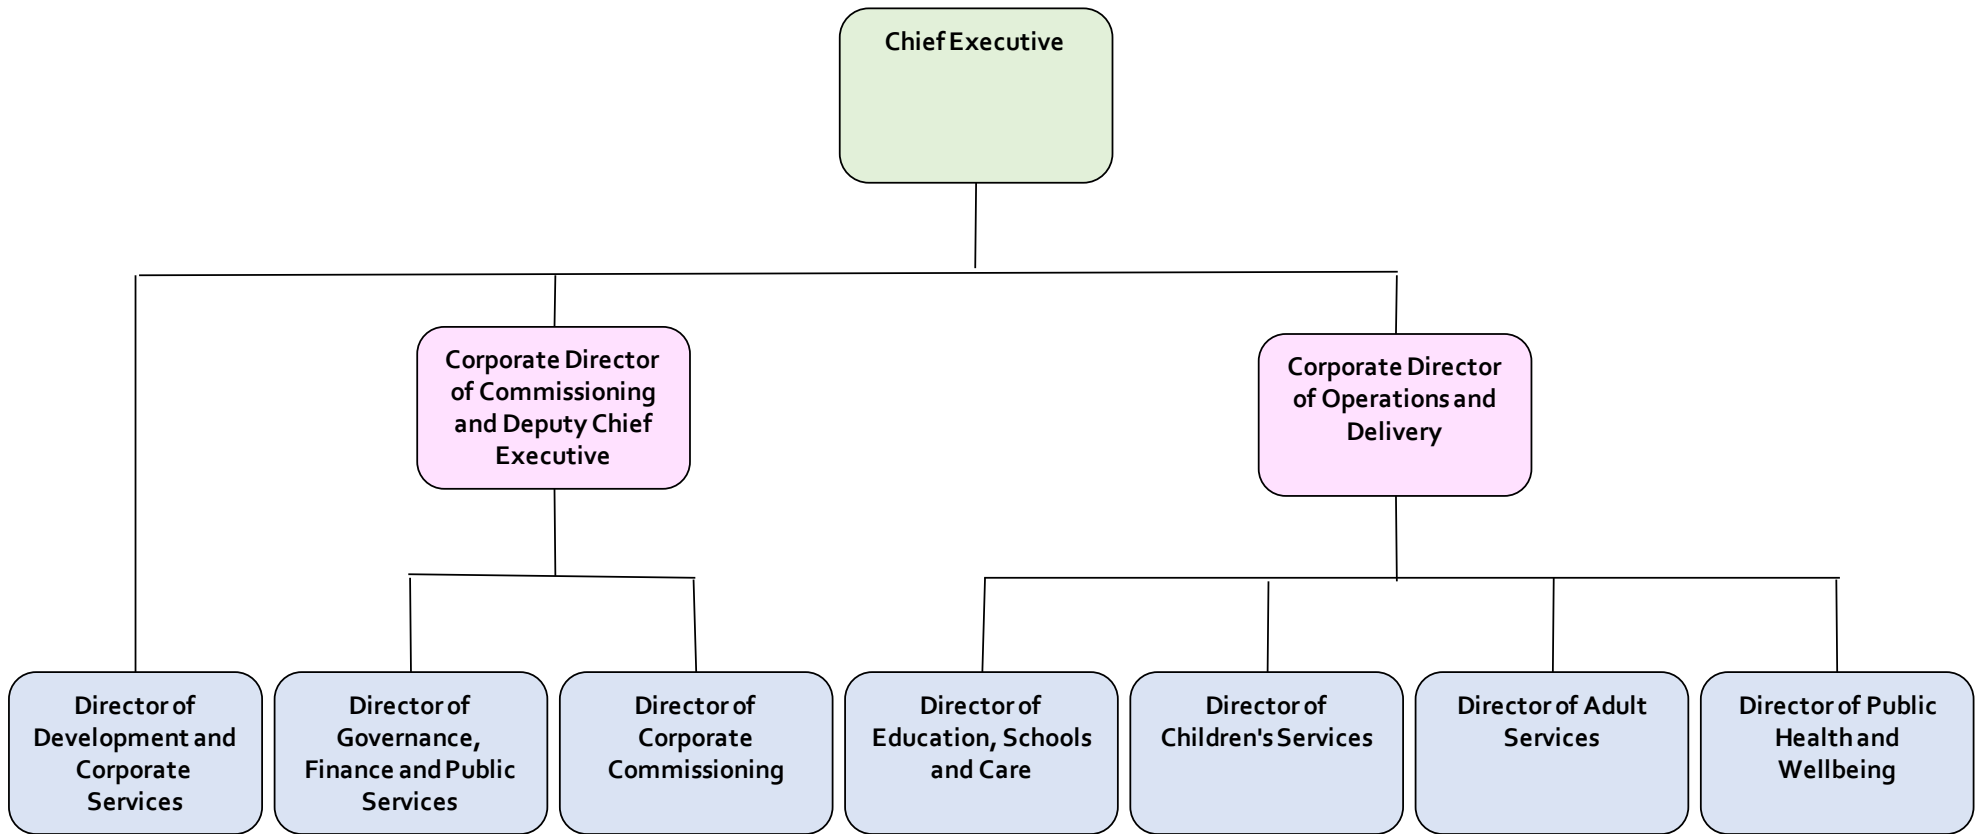 Chief Executive
Corporate Director
of Commissioning
and Deputy Chief
Executive
Corporate Director
of Operations and
Delivery
Director of
Development and
Corporate
Services
Director of
Governance,
Finance and Public
Services
Director of
Corporate
Commissioning
Director of
Education, Schools
and Care
Director of
Children's Services
Director of Adult
Services
Director of Public
Health and
Wellbeing